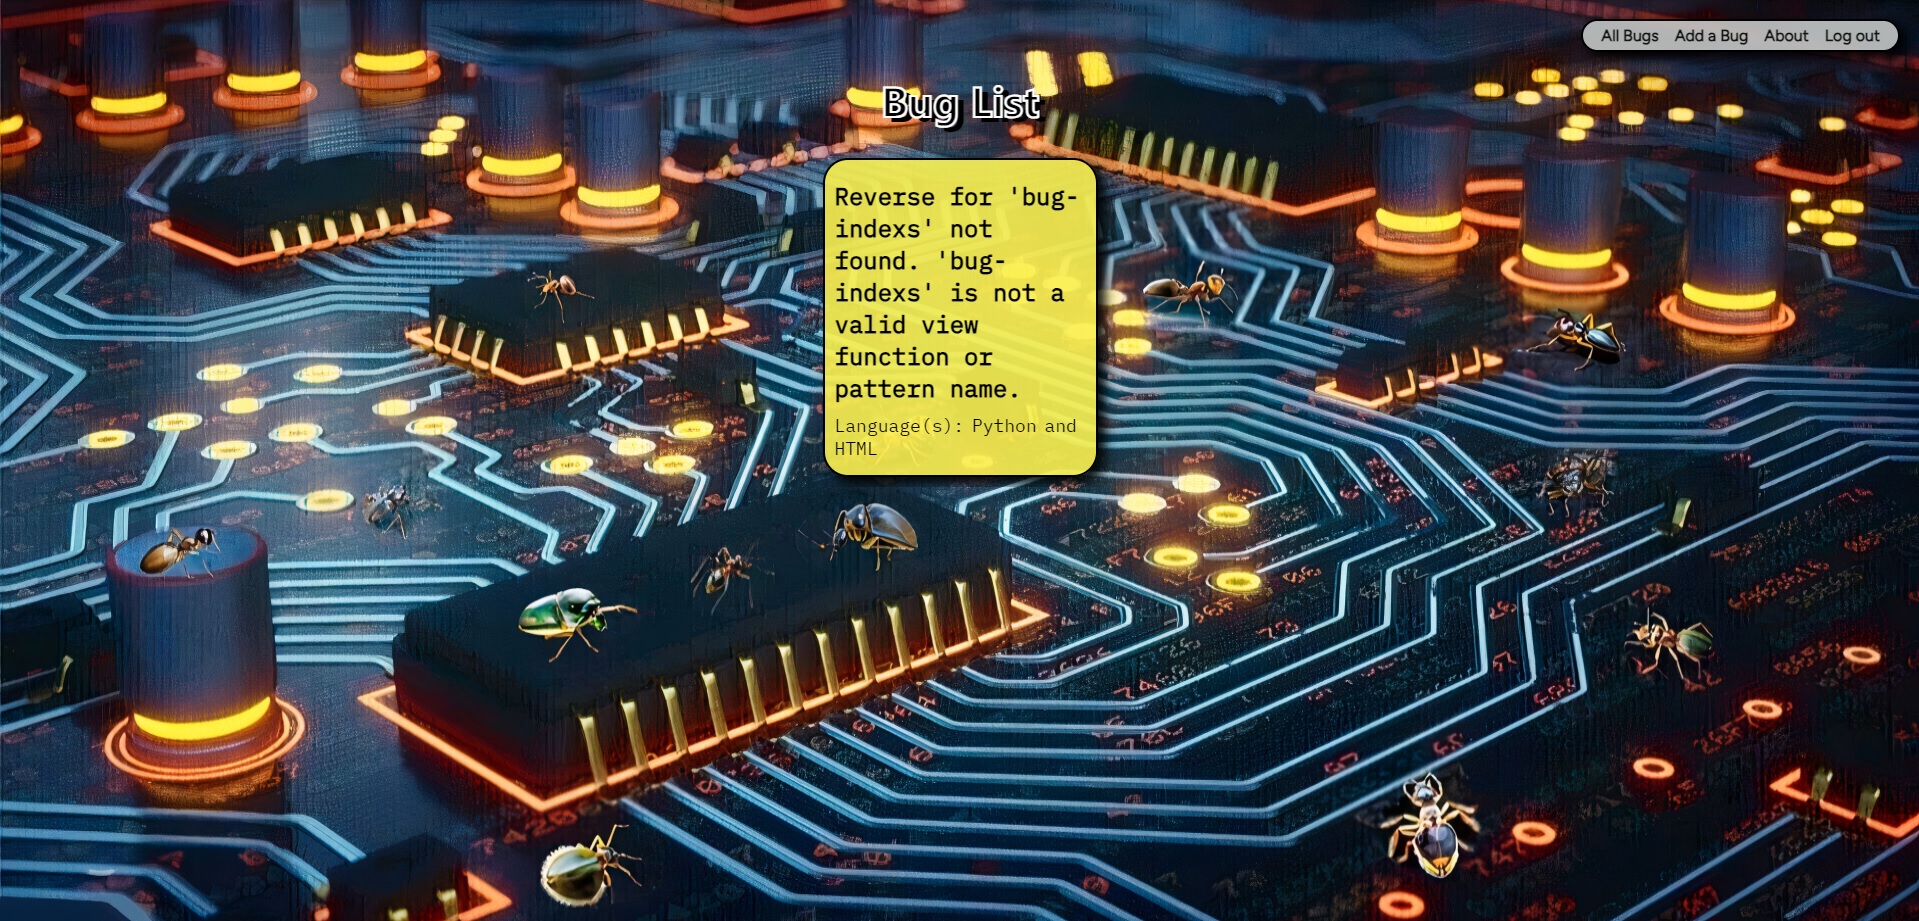 All Bugs Add a Bug About Log out
Bug List
Reverse for 'bug-
indexs' not
found. 'bug-
indexs' is not a
valid view
function or
pattern name.
Language(s): Python and
HTML